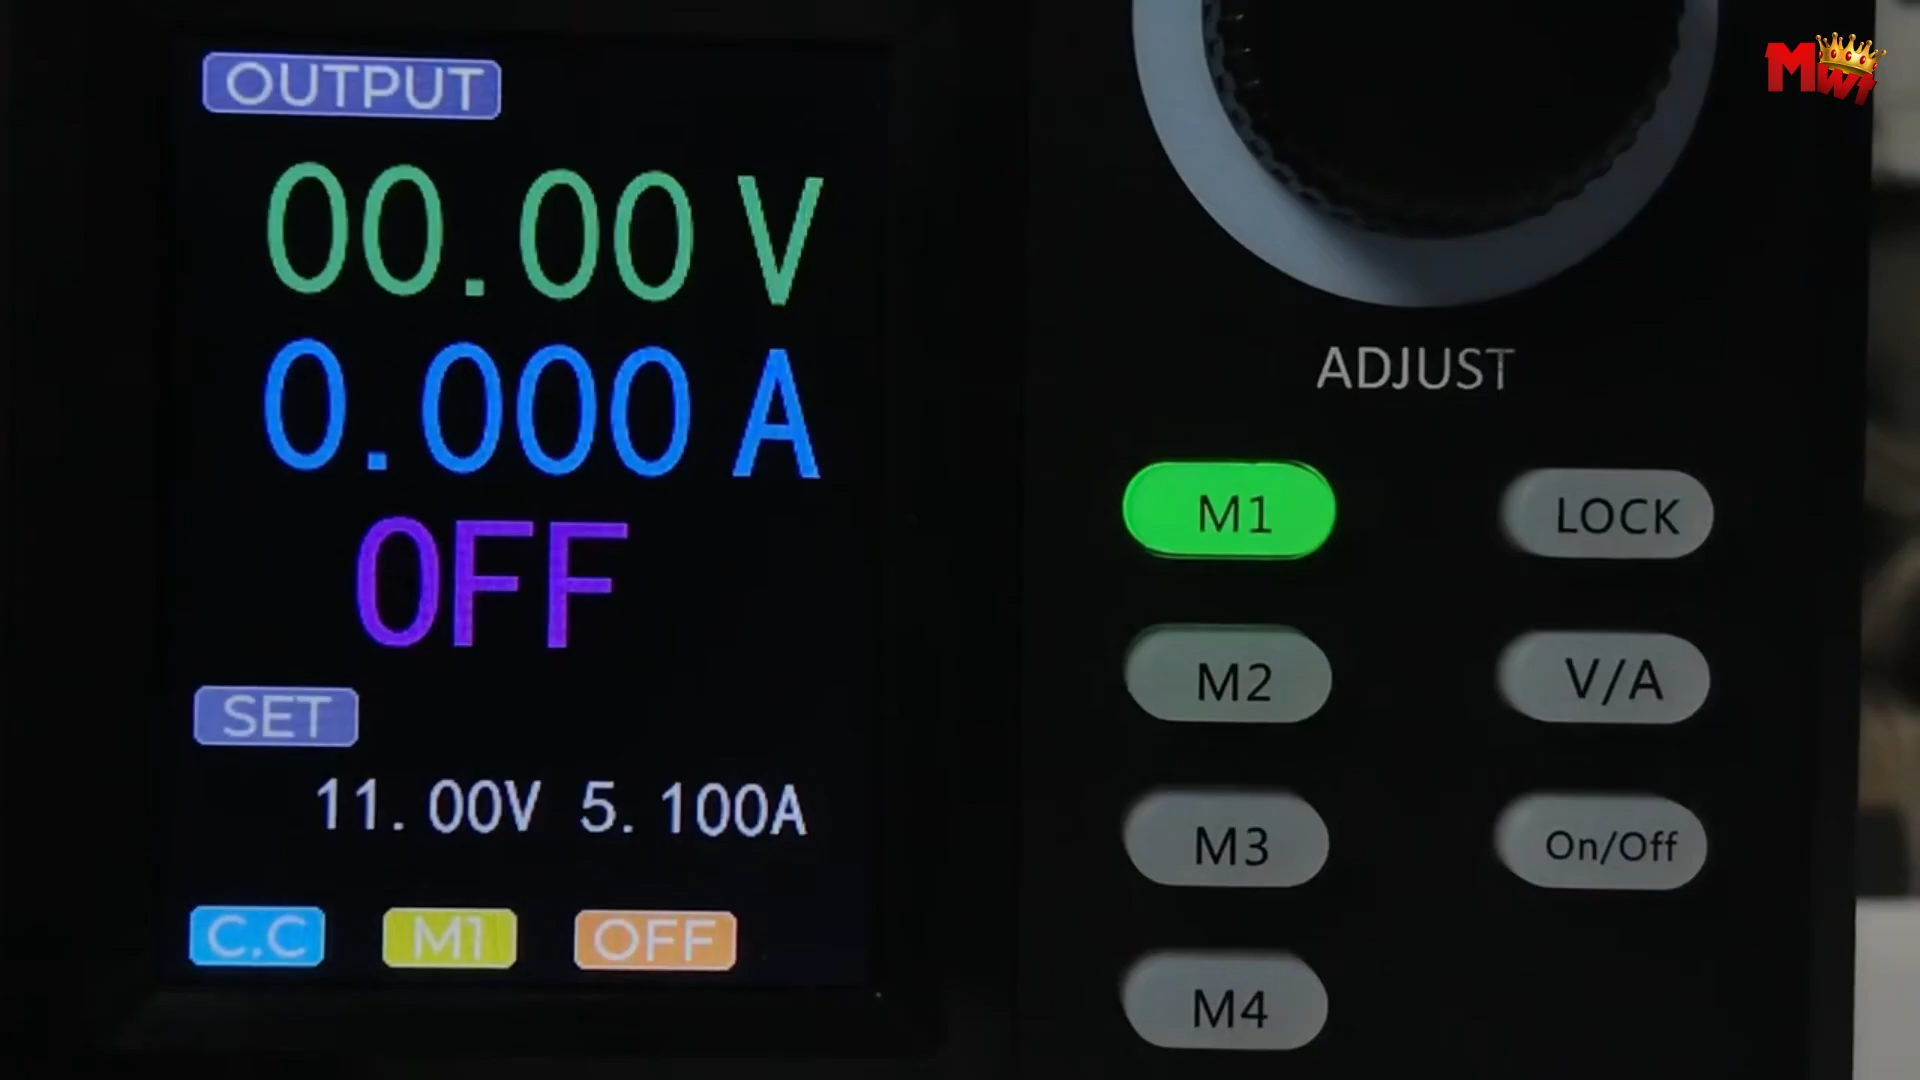 OUTPUT
00.00 V
0.000 A
OFF
SET
11.00V 5.100A
C.C M1 OFF
ADJUST
M1 LOCK
M2 V/A
M3 On/Off
M4
MW1